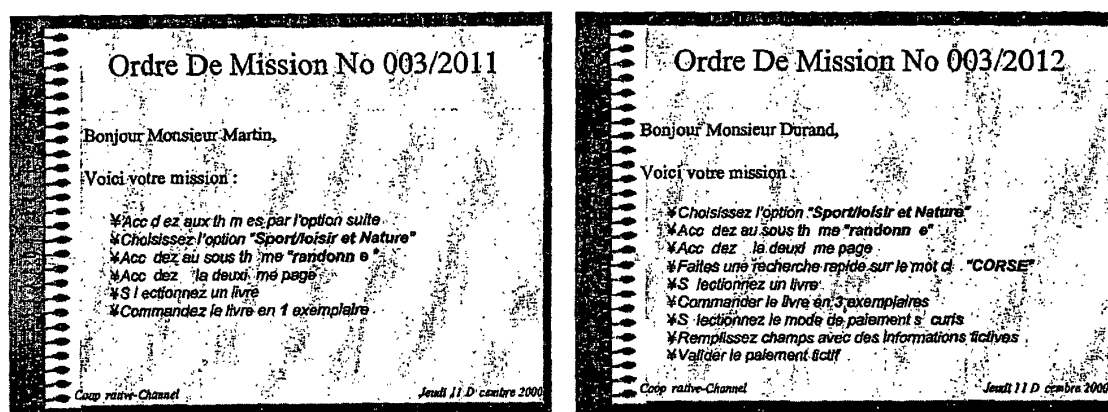 Ordre De Mission No 003/2011
Bonjour Monsieur Martin,
Voici votre mission :
¥Acc d ez aux th m es par l'option suite
¥Choisissez l'option "Sport/loisir et Nature"
¥Acc dez au sous th me "randonn e"
¥Acc dez la deuxi me page
¥S l ectionnez un livre
¥Commandez le livre en 1 exemplaire
Coop rative-Channel
Jeudi 11 D cembre 2000
Ordre De Mission No 003/2012
Bonjour Monsieur Durand,
Voici votre mission :
¥Choisissez l'option "Sport/loisir et Nature"
¥Acc dez au sous th me "randonn e"
¥Acc dez la deuxi me page
¥Faites une recherche rapide sur le mot cl . "CORSE"
¥S lectionnez un livre
¥Commander le livre en 3 exemplaires
¥S lectionnez le mode de paiement s curis
¥Remplissez champs avec des informations fictives
¥Valider le paiement fictif
Coop rative-Channel
Jeudi 11 D cembre 2000